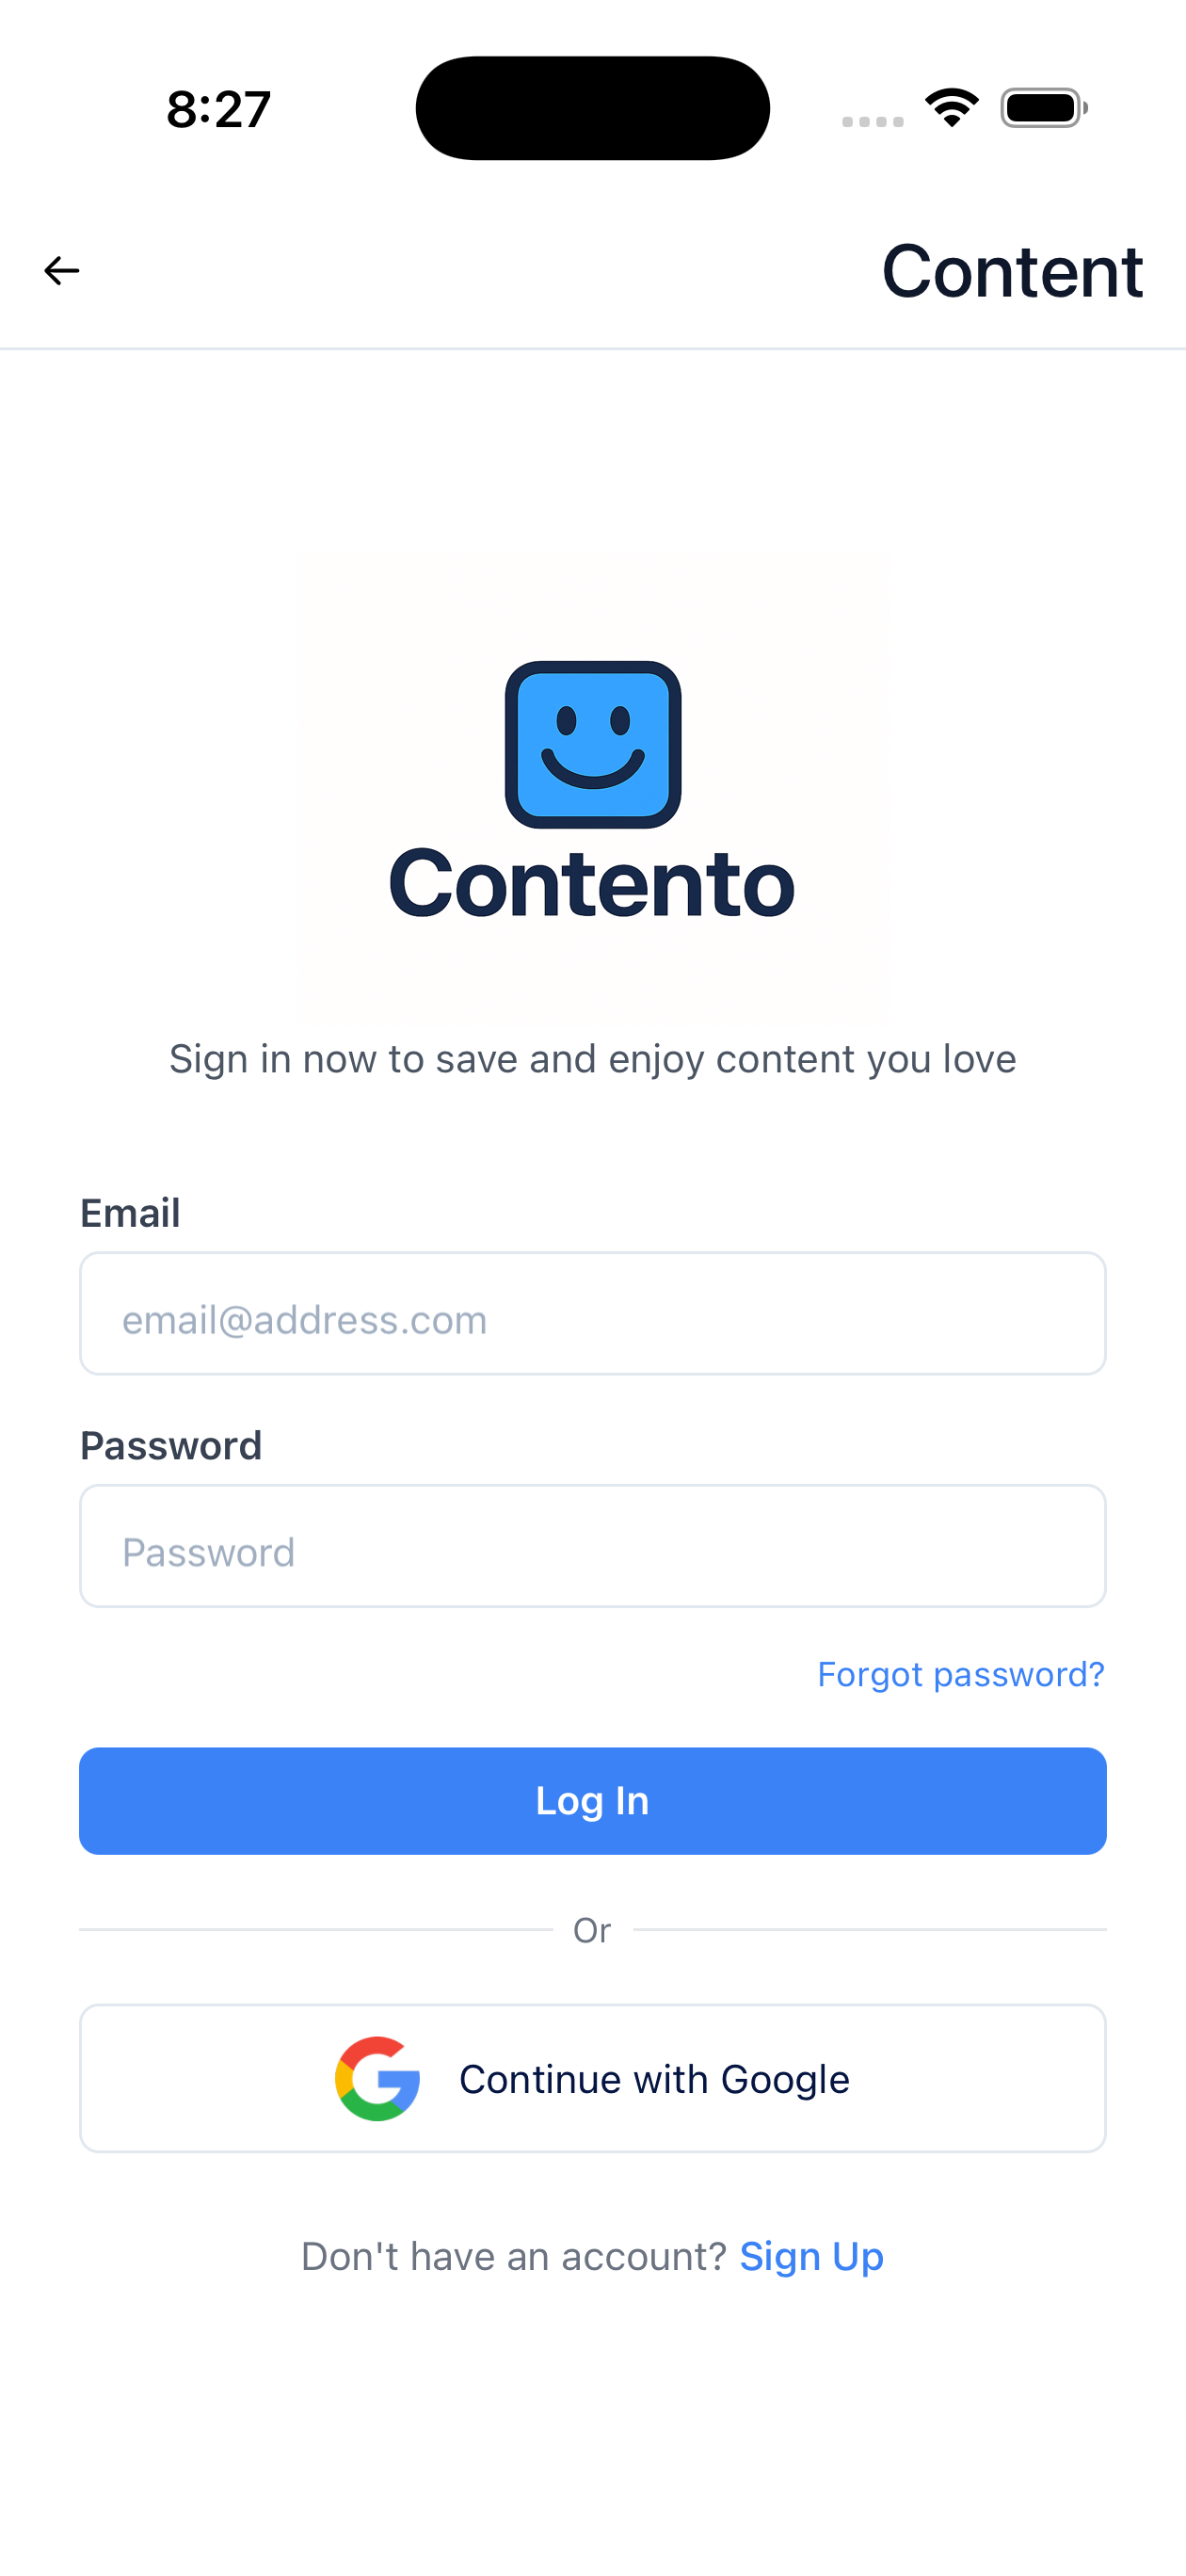 8:27
Content
Contento
Sign in now to save and enjoy content you love
Email
email@address.com
Password
Password
Forgot password?
Log In
Or
Continue with Google
Don't have an account? Sign Up